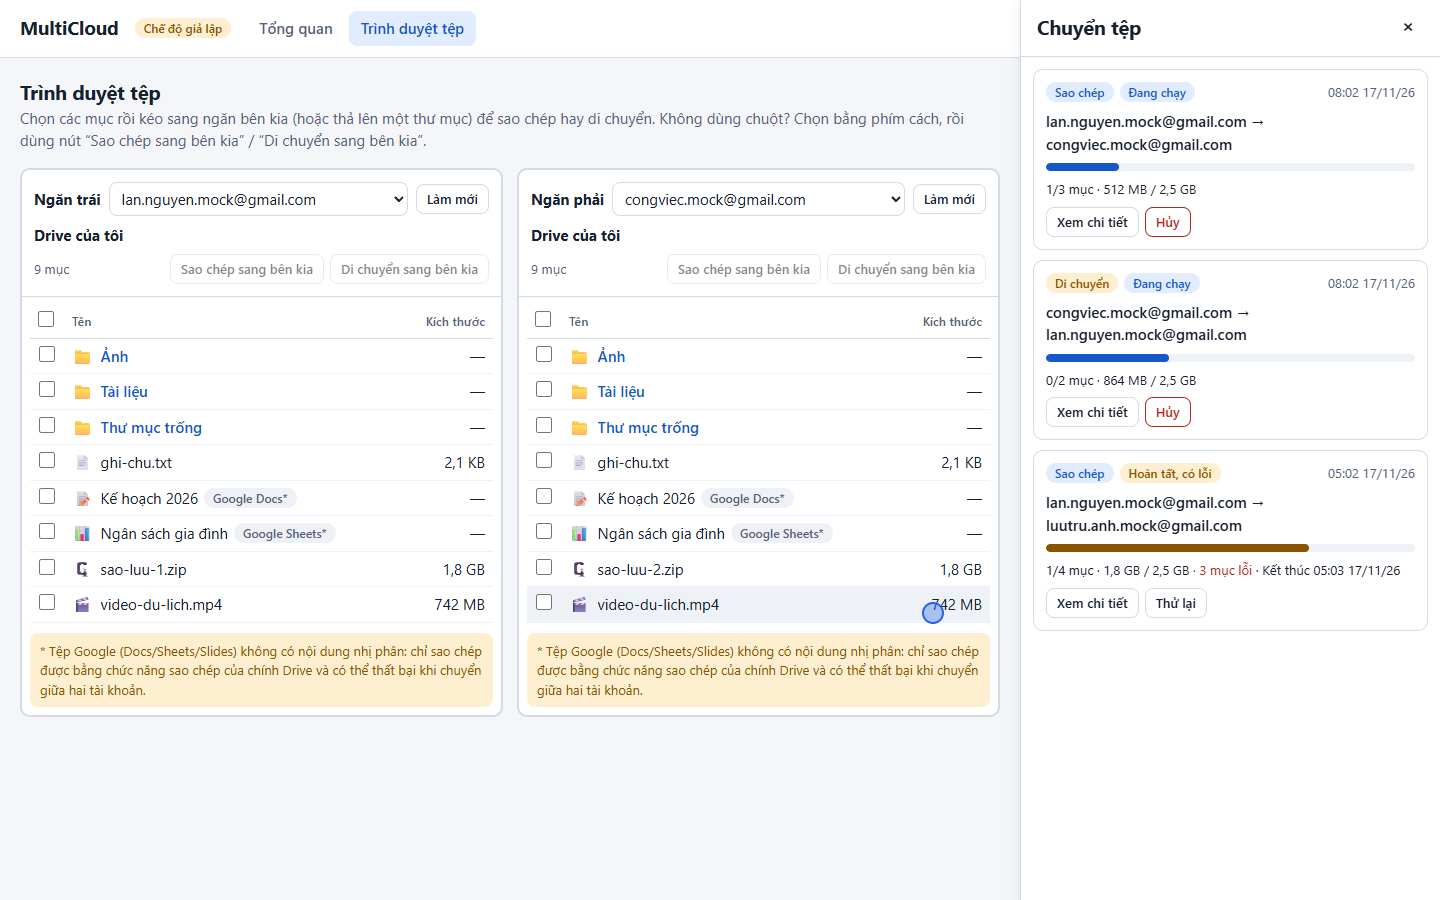 MultiCloud
Chế độ giả lập
Tổng quan
Trình duyệt tệp
Trình duyệt tệp
Chọn các mục rồi kéo sang ngăn bên kia (hoặc thả lên một thư mục) để sao chép hay di chuyển. Không dùng chuột? Chọn bằng phím cách, rồi
dùng nút “Sao chép sang bên kia” / “Di chuyển sang bên kia”.
Ngăn trái lan.nguyen.mock@gmail.com Làm mới
Drive của tôi
9 mục Sao chép sang bên kia Di chuyển sang bên kia
Tên Kích thước
Ảnh —
Tài liệu —
Thư mục trống —
ghi-chu.txt 2,1 KB
Kế hoạch 2026 Google Docs* —
Ngân sách gia đình Google Sheets* —
sao-luu-1.zip 1,8 GB
video-du-lich.mp4 742 MB
* Tệp Google (Docs/Sheets/Slides) không có nội dung nhị phân: chỉ sao chép
được bằng chức năng sao chép của chính Drive và có thể thất bại khi chuyển
giữa hai tài khoản.
Ngăn phải congviec.mock@gmail.com Làm mới
Drive của tôi
9 mục Sao chép sang bên kia Di chuyển sang bên kia
Tên Kích thước
Ảnh —
Tài liệu —
Thư mục trống —
ghi-chu.txt 2,1 KB
Kế hoạch 2026 Google Docs* —
Ngân sách gia đình Google Sheets* —
sao-luu-2.zip 1,8 GB
video-du-lich.mp4 742 MB
* Tệp Google (Docs/Sheets/Slides) không có nội dung nhị phân: chỉ sao chép
được bằng chức năng sao chép của chính Drive và có thể thất bại khi chuyển
giữa hai tài khoản.
Chuyển tệp ×
Sao chép Đang chạy 08:02 17/11/26
lan.nguyen.mock@gmail.com →
congviec.mock@gmail.com
1/3 mục · 512 MB / 2,5 GB
Xem chi tiết Hủy
Di chuyển Đang chạy 08:02 17/11/26
congviec.mock@gmail.com →
lan.nguyen.mock@gmail.com
0/2 mục · 864 MB / 2,5 GB
Xem chi tiết Hủy
Sao chép Hoàn tất, có lỗi 05:02 17/11/26
lan.nguyen.mock@gmail.com →
luutru.anh.mock@gmail.com
1/4 mục · 1,8 GB / 2,5 GB · 3 mục lỗi · Kết thúc 05:03 17/11/26
Xem chi tiết Thử lại